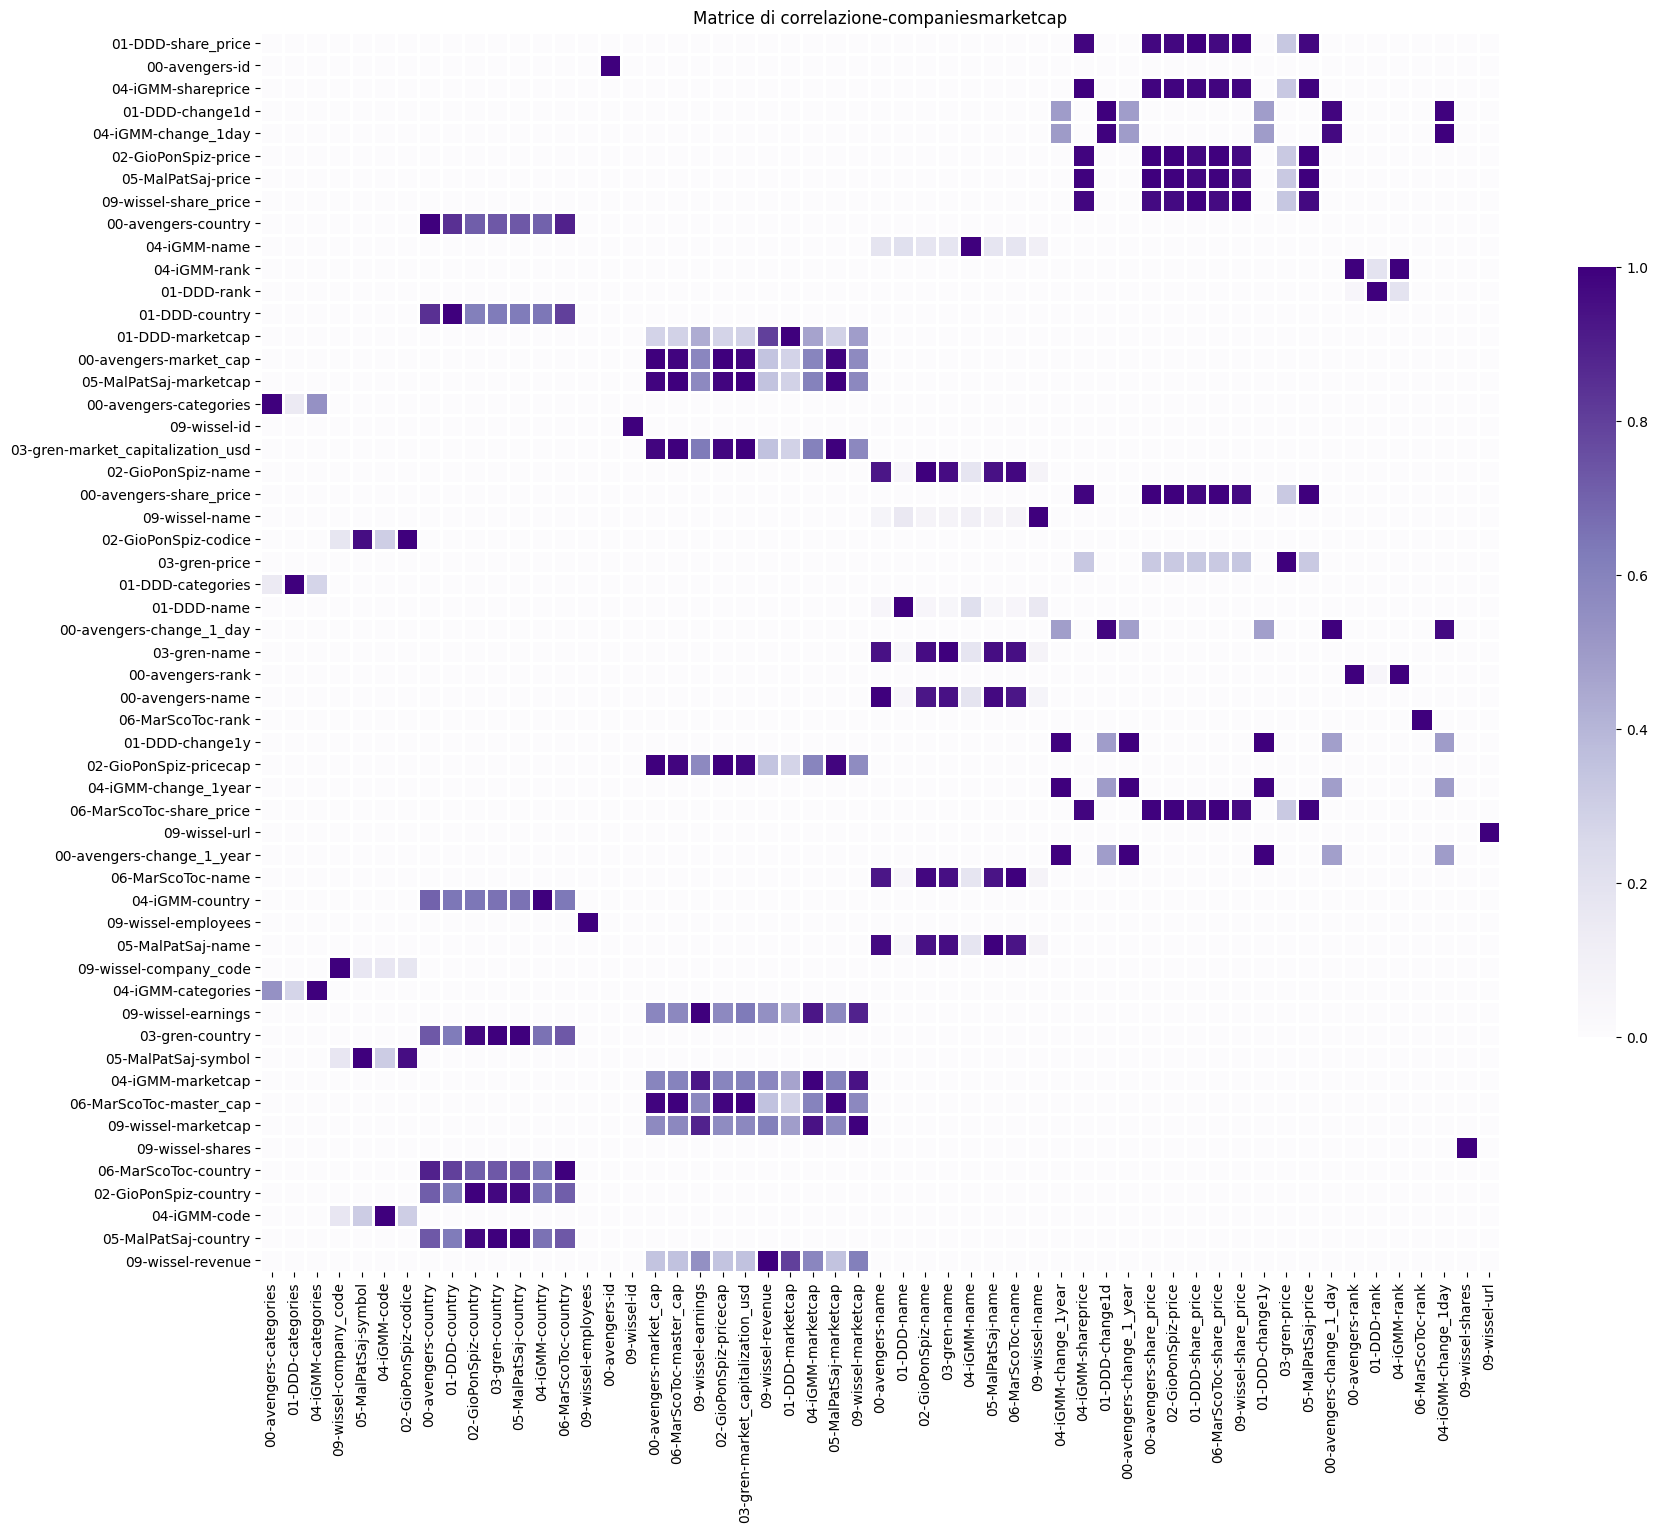 Matrice di correlazione-companiesmarketcap
01-DDD-share_price
00-avengers-id
04-iGMM-shareprice
01-DDD-change1d
04-iGMM-change_1day
02-GioPonSpiz-price
05-MalPatSaj-price
09-wissel-share_price
00-avengers-country
04-iGMM-name
04-iGMM-rank
01-DDD-rank
01-DDD-country
01-DDD-marketcap
00-avengers-market_cap
05-MalPatSaj-marketcap
00-avengers-categories
09-wissel-id
03-gren-market_capitalization_usd
02-GioPonSpiz-name
00-avengers-share_price
09-wissel-name
02-GioPonSpiz-codice
03-gren-price
01-DDD-categories
01-DDD-name
00-avengers-change_1_day
03-gren-name
00-avengers-rank
00-avengers-name
06-MarScoToc-rank
01-DDD-change1y
02-GioPonSpiz-pricecap
04-iGMM-change_1year
06-MarScoToc-share_price
09-wissel-url
00-avengers-change_1_year
06-MarScoToc-name
04-iGMM-country
09-wissel-employees
05-MalPatSaj-name
09-wissel-company_code
04-iGMM-categories
09-wissel-earnings
03-gren-country
05-MalPatSaj-symbol
04-iGMM-marketcap
06-MarScoToc-master_cap
09-wissel-marketcap
09-wissel-shares
06-MarScoToc-country
02-GioPonSpiz-country
04-iGMM-code
05-MalPatSaj-country
09-wissel-revenue
00-avengers-categories
01-DDD-categories
04-iGMM-categories
09-wissel-company_code
05-MalPatSaj-symbol
04-iGMM-code
02-GioPonSpiz-codice
00-avengers-country
01-DDD-country
02-GioPonSpiz-country
03-gren-country
05-MalPatSaj-country
04-iGMM-country
06-MarScoToc-country
09-wissel-employees
00-avengers-id
09-wissel-id
00-avengers-market_cap
06-MarScoToc-master_cap
09-wissel-earnings
02-GioPonSpiz-pricecap
03-gren-market_capitalization_usd
09-wissel-revenue
01-DDD-marketcap
04-iGMM-marketcap
05-MalPatSaj-marketcap
09-wissel-marketcap
00-avengers-name
01-DDD-name
02-GioPonSpiz-name
03-gren-name
04-iGMM-name
05-MalPatSaj-name
06-MarScoToc-name
09-wissel-name
04-iGMM-change_1year
04-iGMM-shareprice
01-DDD-change1d
00-avengers-change_1_year
00-avengers-share_price
02-GioPonSpiz-price
01-DDD-share_price
06-MarScoToc-share_price
09-wissel-share_price
01-DDD-change1y
03-gren-price
05-MalPatSaj-price
00-avengers-change_1_day
00-avengers-rank
01-DDD-rank
04-iGMM-rank
06-MarScoToc-rank
04-iGMM-change_1day
09-wissel-shares
09-wissel-url
1.0
0.8
0.6
0.4
0.2
0.0